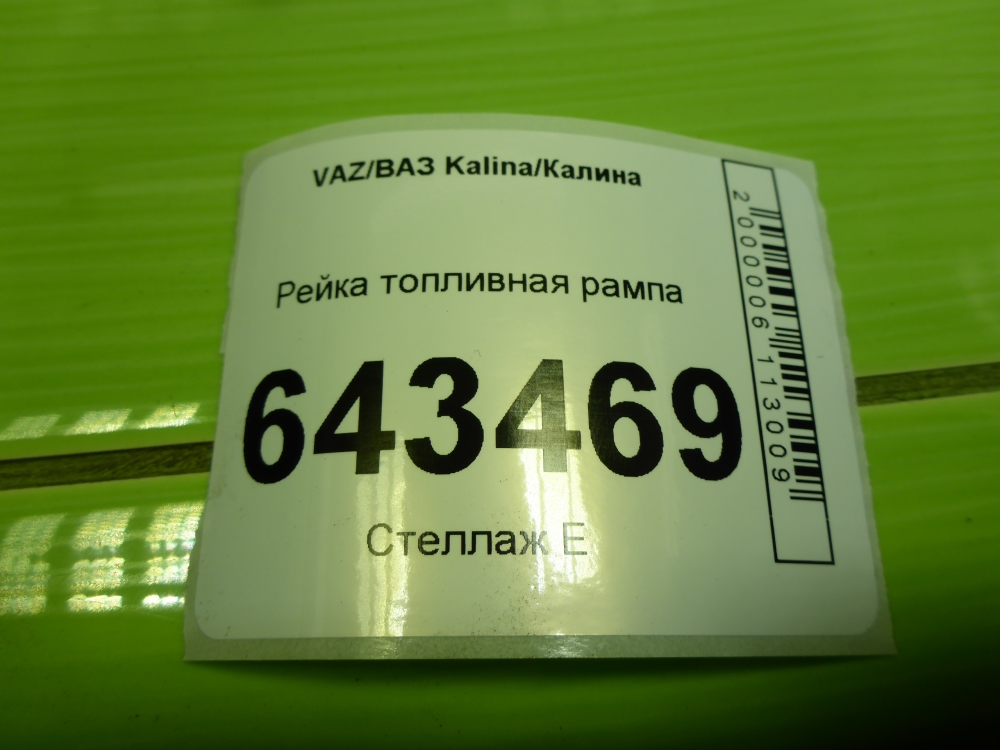 VAZ/ВАЗ Kalina/Калина
Рейка топливная рампа
643469
Стеллаж Е
2000006113009